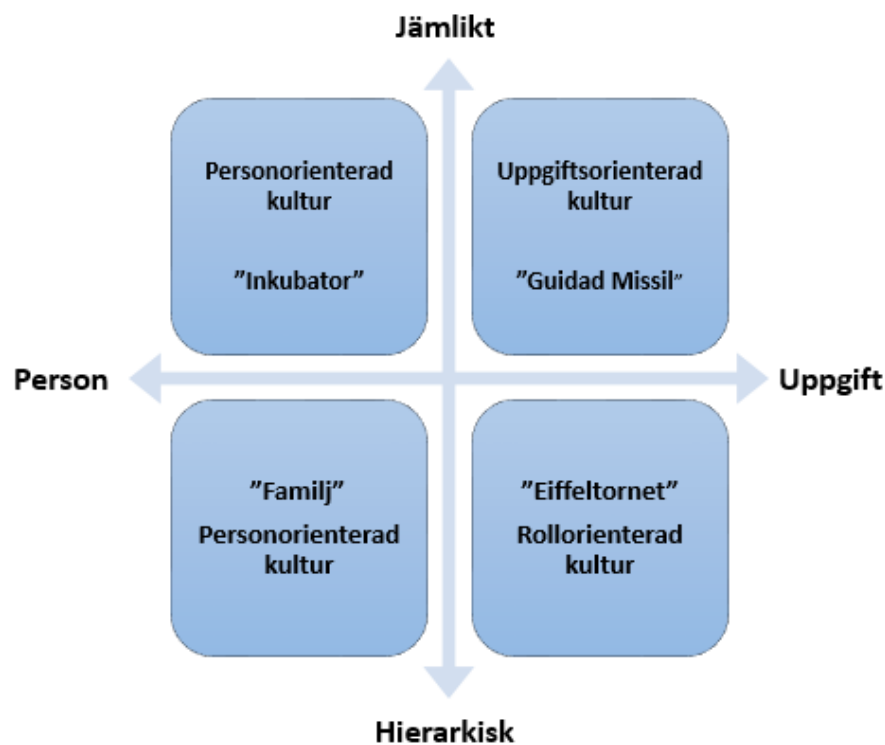 Jämlikt
Personorienterad
kultur
”Inkubator”
Uppgiftsorienterad
kultur
”Guidad Missil”
Person
Uppgift
”Familj”
Personorienterad
kultur
”Eiffeltornet”
Rollorienterad
kultur
Hierarkisk